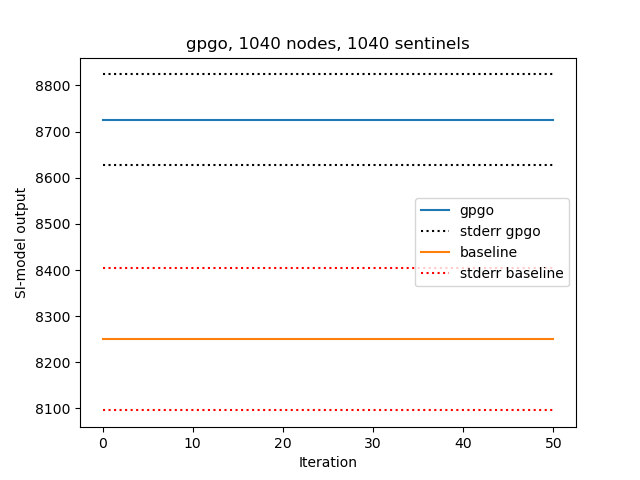 gpgo, 1040 nodes, 1040 sentinels
SI-model output
8800
8700
8600
8500
8400
8300
8200
8100
gpgo
stderr gpgo
baseline
stderr baseline
0 10 20 30 40 50
Iteration